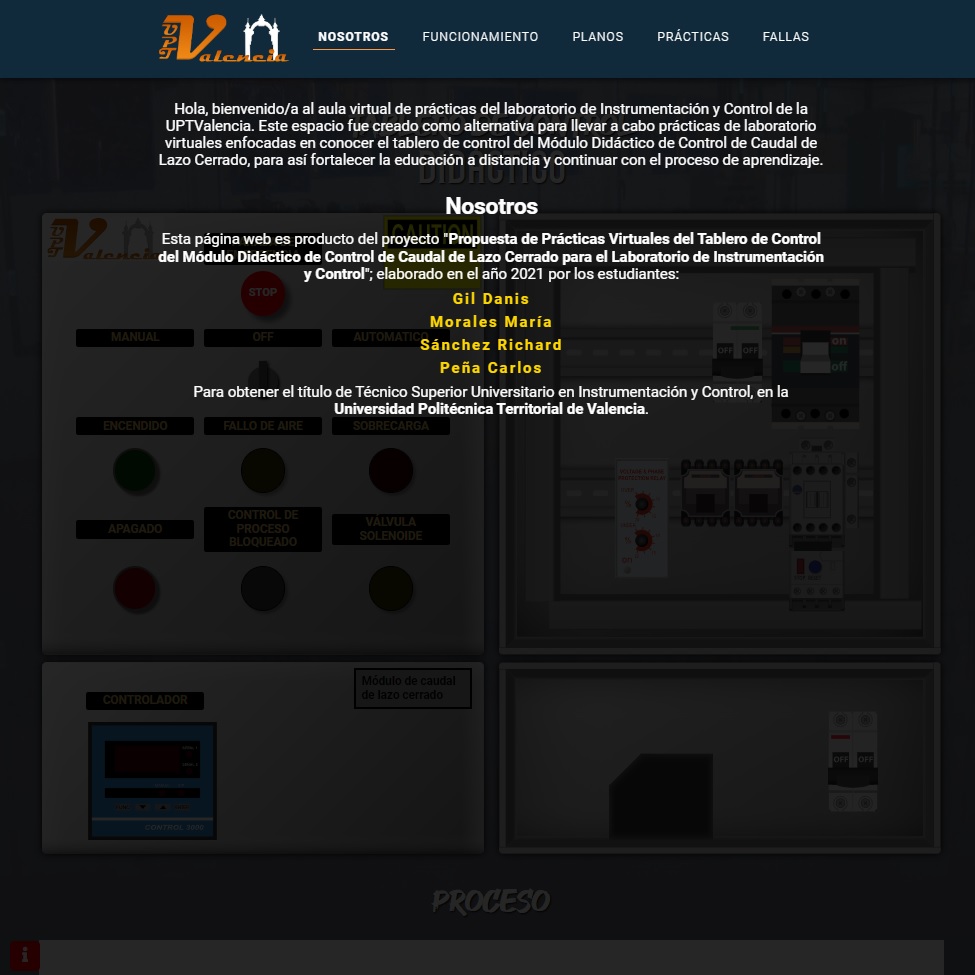 UPT Valencia
NOSOTROS
FUNCIONAMIENTO
PLANOS
PRÁCTICAS
FALLAS
Hola, bienvenido/a al aula virtual de prácticas del laboratorio de Instrumentación y Control de la
UPTValencia. Este espacio fue creado como alternativa para llevar a cabo prácticas de laboratorio
virtuales enfocadas en conocer el tablero de control del Módulo Didáctico de Control de Caudal de
Lazo Cerrado, para así fortalecer la educación a distancia y continuar con el proceso de aprendizaje.
DIDÁCTICO
Nosotros
Esta página web es producto del proyecto "Propuesta de Prácticas Virtuales del Tablero de Control
del Módulo Didáctico de Control de Caudal de Lazo Cerrado para el Laboratorio de Instrumentación
y Control"; elaborado en el año 2021 por los estudiantes:
Gil Danis
Morales María
Sánchez Richard
Peña Carlos
Para obtener el título de Técnico Superior Universitario en Instrumentación y Control, en la
Universidad Politécnica Territorial de Valencia.
UPT Valencia
CAUTION
STOP
MANUAL
OFF
AUTOMATICO
ENCENDIDO
FALLO DE AIRE
SOBRECARGA
APAGADO
CONTROL DE
PROCESO
BLOQUEADO
VÁLVULA
SOLENOIDE
OFF OFF
on
off
CONTROLADOR
Módulo de caudal
de lazo cerrado
OFF OFF
PROCESO